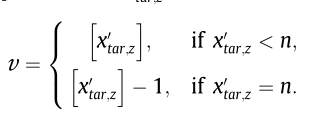 [x′_{tar,z}], if x′_{tar,z} < n,
υ = {
[x′_{tar,z}] − 1, if x′_{tar,z} = n.